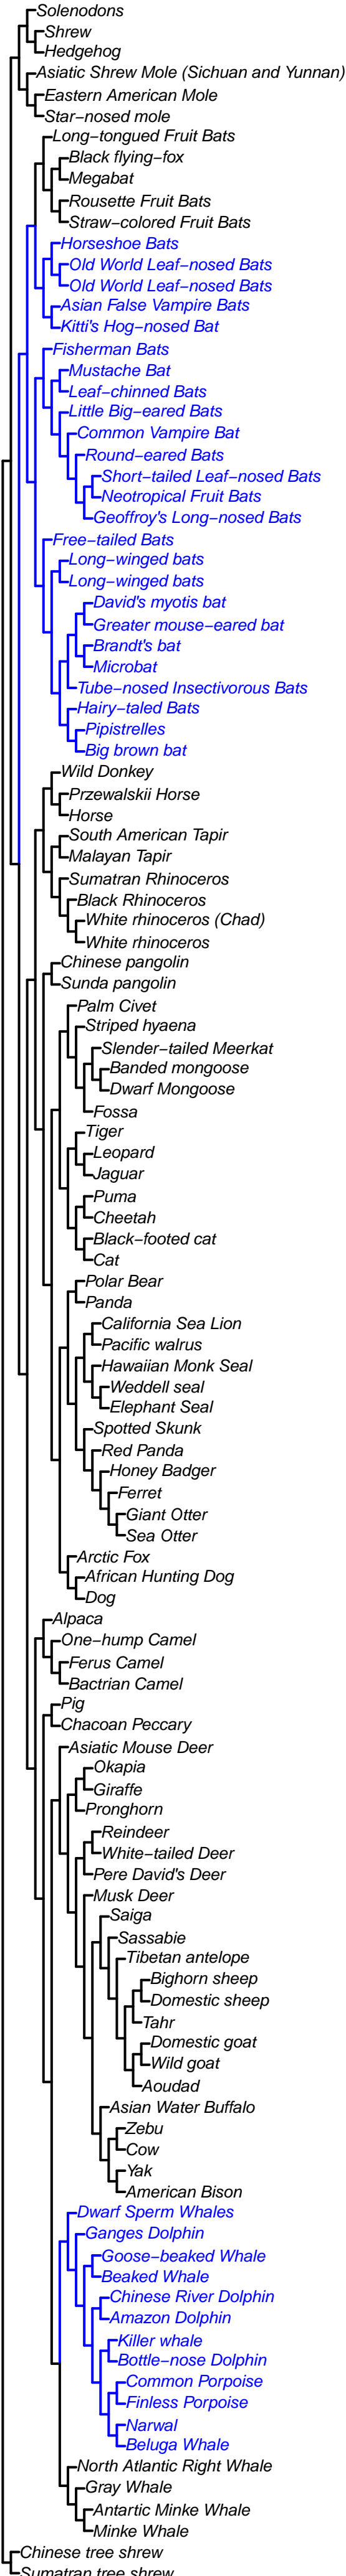 Solenodons
Shrew
Hedgehog
Asiatic Shrew Mole (Sichuan and Yunnan)
Eastern American Mole
Star-nosed mole
Long-tongued Fruit Bats
Black flying-fox
Megabat
Rousette Fruit Bats
Straw-colored Fruit Bats
Horseshoe Bats
Old World Leaf-nosed Bats
Old World Leaf-nosed Bats
Asian False Vampire Bats
Kitti's Hog-nosed Bat
Fisherman Bats
Mustache Bat
Leaf-chinned Bats
Little Big-eared Bats
Common Vampire Bat
Round-eared Bats
Short-tailed Leaf-nosed Bats
Neotropical Fruit Bats
Geoffroy's Long-nosed Bats
Free-tailed Bats
Long-winged bats
Long-winged bats
David's myotis bat
Greater mouse-eared bat
Brandt's bat
Microbat
Tube-nosed Insectivorous Bats
Hairy-taled Bats
Pipistrelles
Big brown bat
Wild Donkey
Przewalskii Horse
Horse
South American Tapir
Malayan Tapir
Sumatran Rhinoceros
Black Rhinoceros
White rhinoceros (Chad)
White rhinoceros
Chinese pangolin
Sunda pangolin
Palm Civet
Striped hyaena
Slender-tailed Meerkat
Banded mongoose
Dwarf Mongoose
Fossa
Tiger
Leopard
Jaguar
Puma
Cheetah
Black-footed cat
Cat
Polar Bear
Panda
California Sea Lion
Pacific walrus
Hawaiian Monk Seal
Weddell seal
Elephant Seal
Spotted Skunk
Red Panda
Honey Badger
Ferret
Giant Otter
Sea Otter
Arctic Fox
African Hunting Dog
Dog
Alpaca
One-hump Camel
Ferus Camel
Bactrian Camel
Pig
Chacoan Peccary
Asiatic Mouse Deer
Okapia
Giraffe
Pronghorn
Reindeer
White-tailed Deer
Pere David's Deer
Musk Deer
Saiga
Sassabie
Tibetan antelope
Bighorn sheep
Domestic sheep
Tahr
Domestic goat
Wild goat
Aoudad
Asian Water Buffalo
Zebu
Cow
Yak
American Bison
Dwarf Sperm Whales
Ganges Dolphin
Goose-beaked Whale
Beaked Whale
Chinese River Dolphin
Amazon Dolphin
Killer whale
Bottle-nose Dolphin
Common Porpoise
Finless Porpoise
Narwal
Beluga Whale
North Atlantic Right Whale
Gray Whale
Antartic Minke Whale
Minke Whale
Chinese tree shrew
Sumatran tree shrew